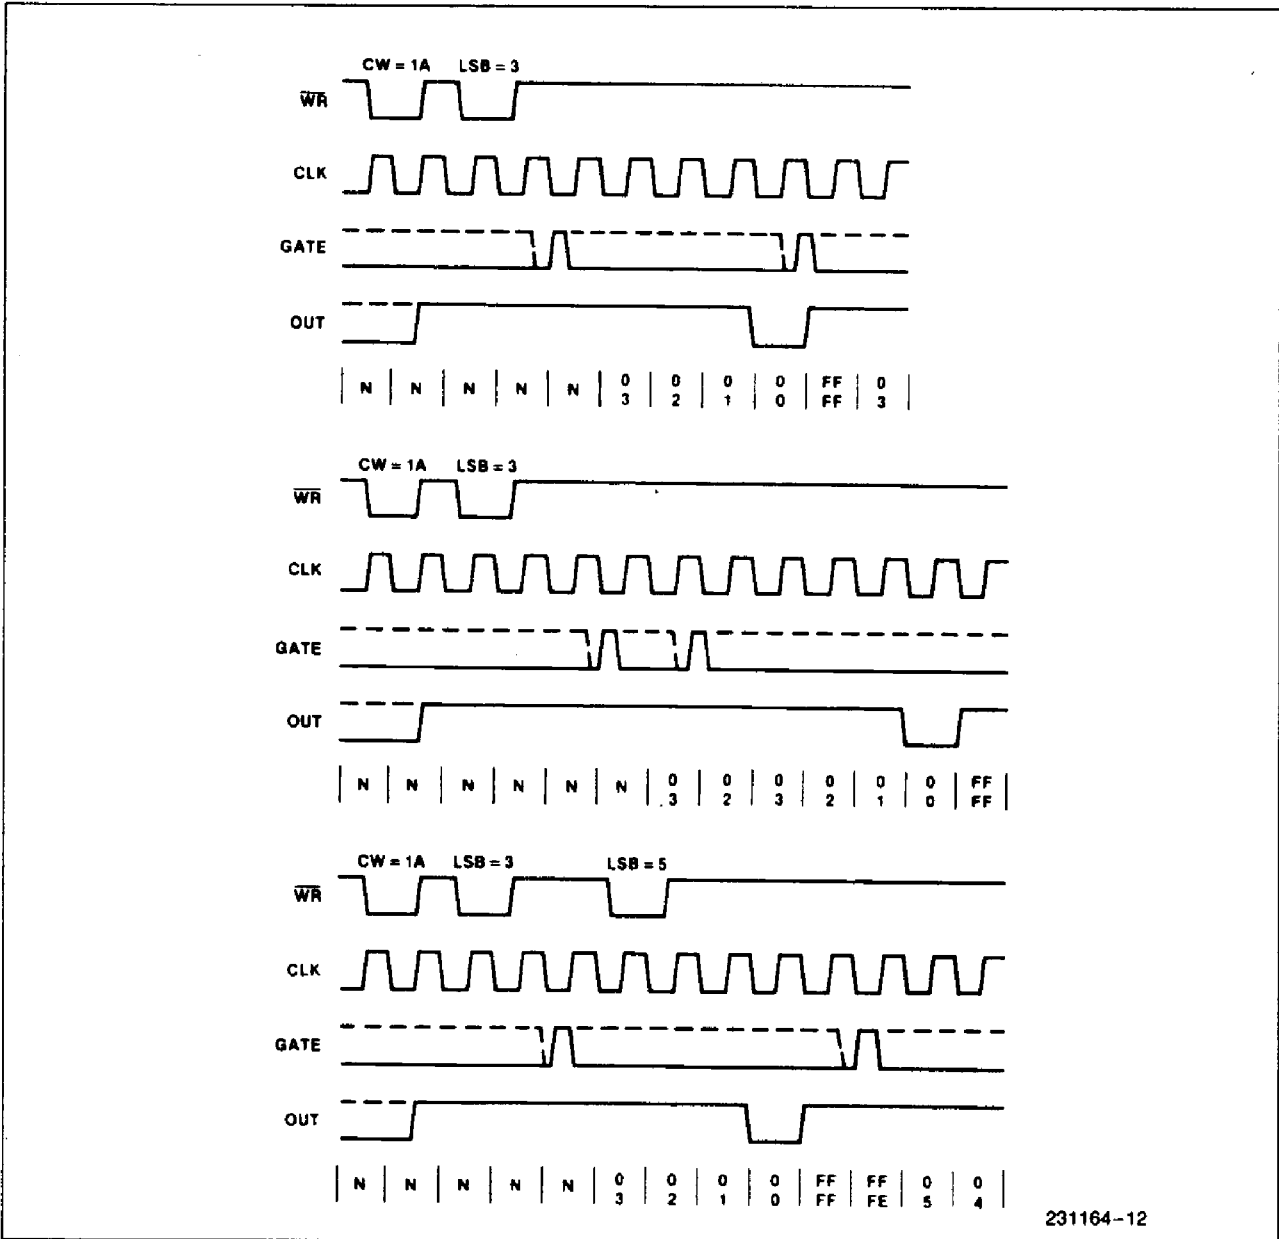 CW = 1A LSB = 3
WR
CLK
GATE
OUT
N N N N N 0 0 0 0 FF 0
3 2 1 0 FF 3
CW = 1A LSB = 3
WR
CLK
GATE
OUT
N N N N N N 0 0 0 0 0 0 FF
3 2 3 2 1 0 FF
CW = 1A LSB = 3 LSB = 5
WR
CLK
GATE
OUT
N N N N N 0 0 0 0 FF FF 0 0
3 2 1 0 FF FE 5 4
231164-12